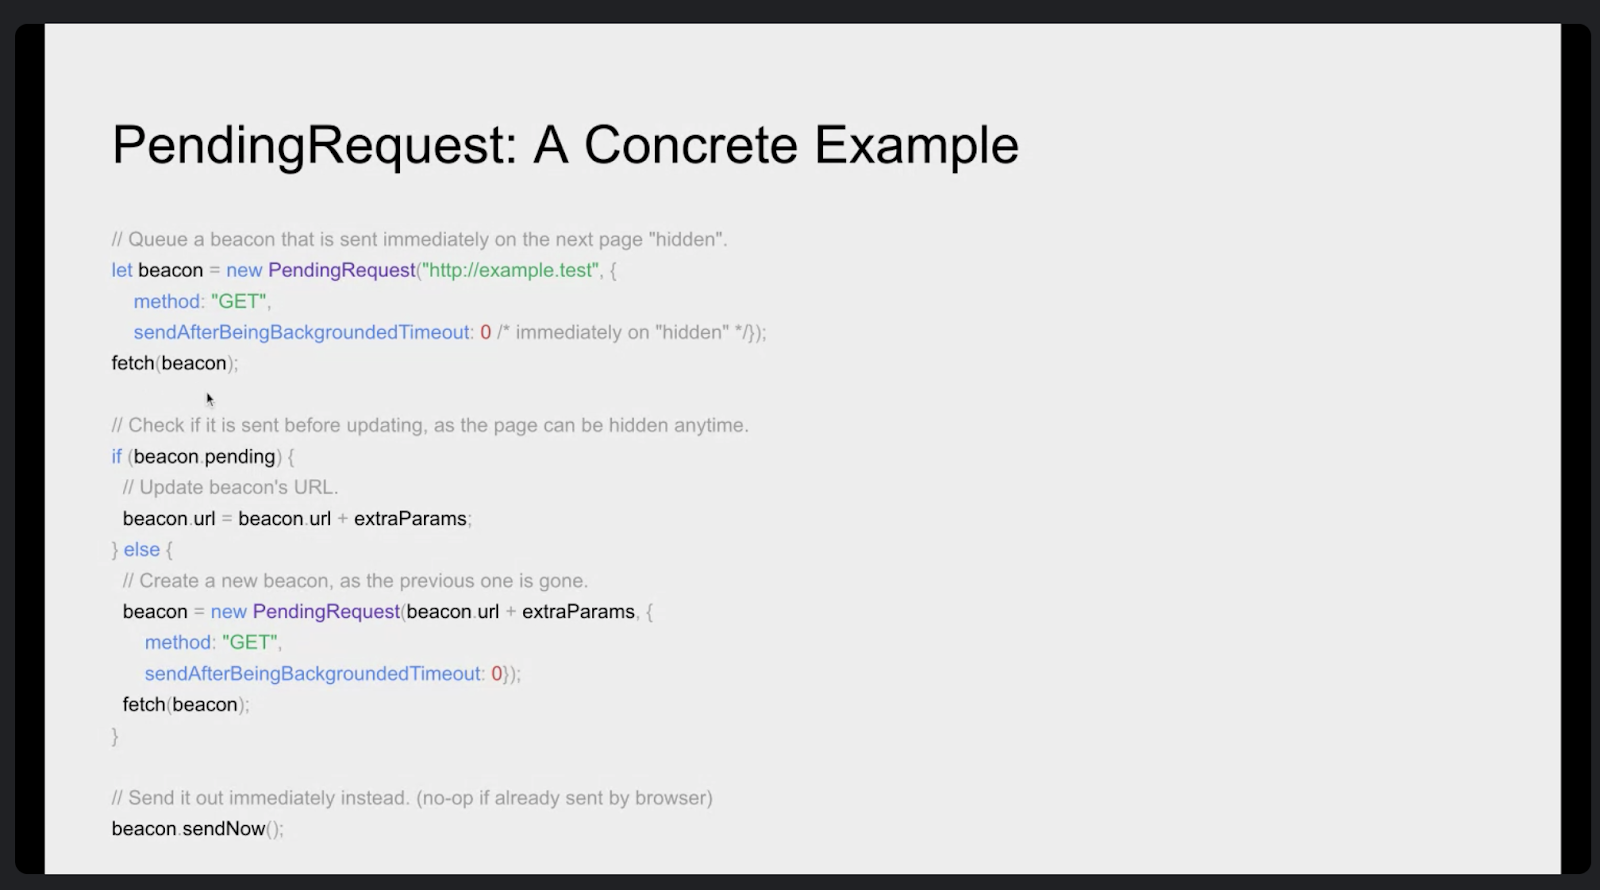 PendingRequest: A Concrete Example
// Queue a beacon that is sent immediately on the next page "hidden".
let beacon = new PendingRequest("http://example.test", {
    method: "GET",
    sendAfterBeingBackgroundedTimeout: 0 /* immediately on "hidden" */});
fetch(beacon);
// Check if it is sent before updating, as the page can be hidden anytime.
if (beacon.pending) {
  // Update beacon's URL.
  beacon.url = beacon.url + extraParams;
} else {
  // Create a new beacon, as the previous one is gone.
  beacon = new PendingRequest(beacon.url + extraParams, {
      method: "GET",
      sendAfterBeingBackgroundedTimeout: 0});
  fetch(beacon);
}
// Send it out immediately instead. (no-op if already sent by browser)
beacon.sendNow();